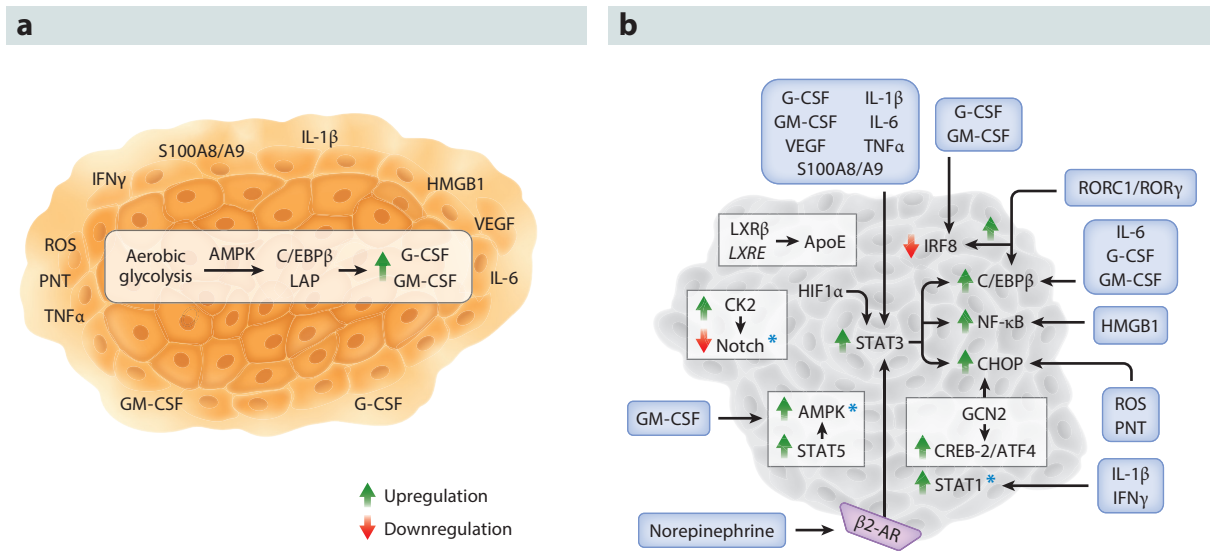 a
IL-1β
S100A8/A9
IFNγ
HMGB1
VEGF
ROS
PNT
TNFα
IL-6
Aerobic
glycolysis
AMPK
C/EBPβ
LAP
G-CSF
GM-CSF
GM-CSF
G-CSF
Upregulation
Downregulation
b
G-CSF IL-1β
GM-CSF IL-6
VEGF TNFα
S100A8/A9
G-CSF
GM-CSF
RORC1/RORγ
LXRβ
LXRE
ApoE
IRF8
IL-6
G-CSF
GM-CSF
C/EBPβ
HIF1α
CK2
Notch *
STAT3
NF-κB
HMGB1
CHOP
ROS
PNT
GM-CSF
AMPK *
STAT5
GCN2
CREB-2/ATF4
STAT1 *
IL-1β
IFNγ
Norepinephrine
β2-AR